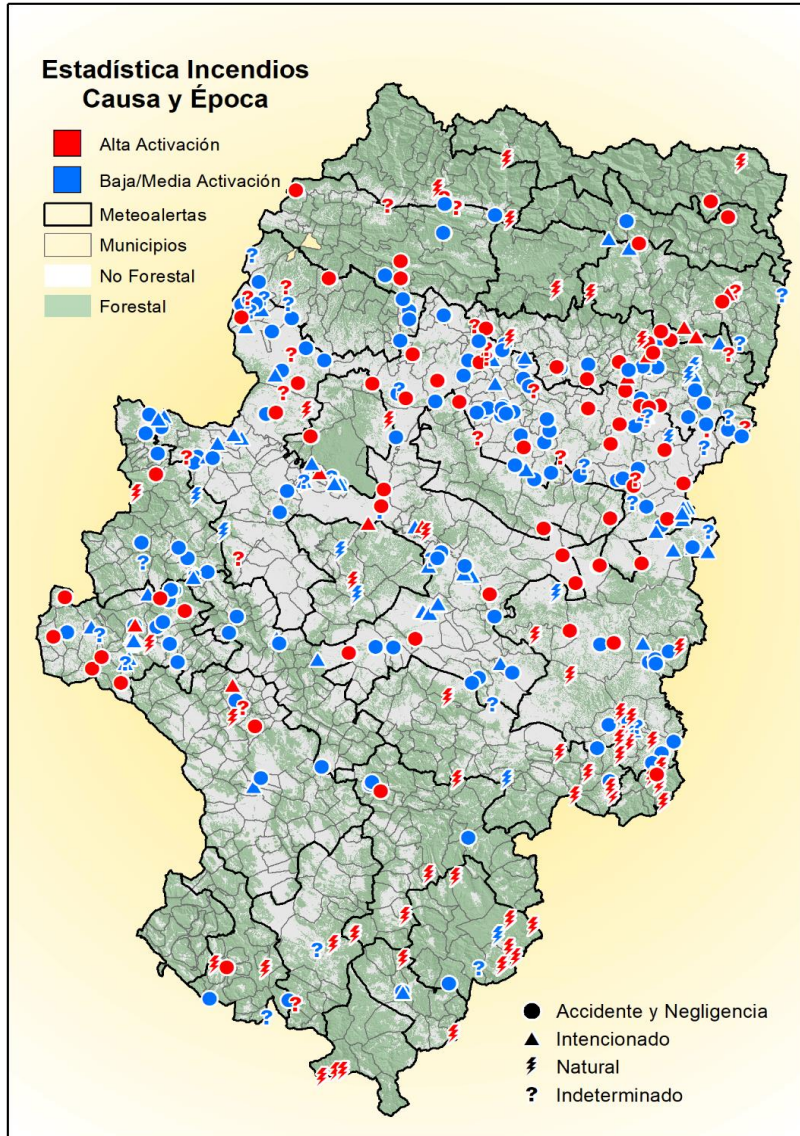 Estadística Incendios
Causa y Época
Alta Activación
Baja/Media Activación
Meteoalertas
Municipios
No Forestal
Forestal
Accidente y Negligencia
Intencionado
Natural
? Indeterminado